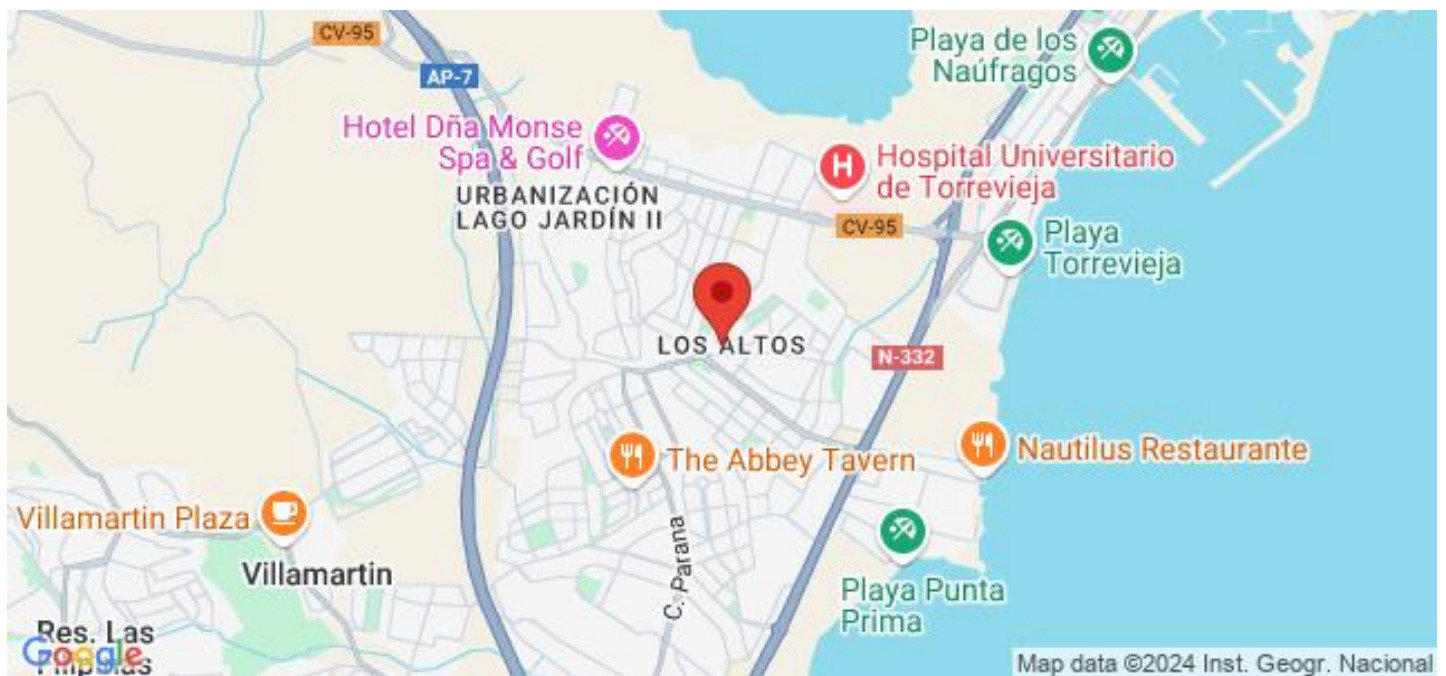 CV-95
AP-7
Playa de los
Naúfragos
Hotel Dña Monse
Spa & Golf
H
Hospital Universitario
de Torrevieja
URBANIZACIÓN
LAGO JARDÍN II
CV-95
Playa
Torrevieja
LOS ALTOS
N-332
The Abbey Tavern
Nautilus Restaurante
Villamartin Plaza
C. Parana
Villamartin
Playa Punta
Prima
Res. Las
Google
Map data ©2024 Inst. Geogr. Nacional